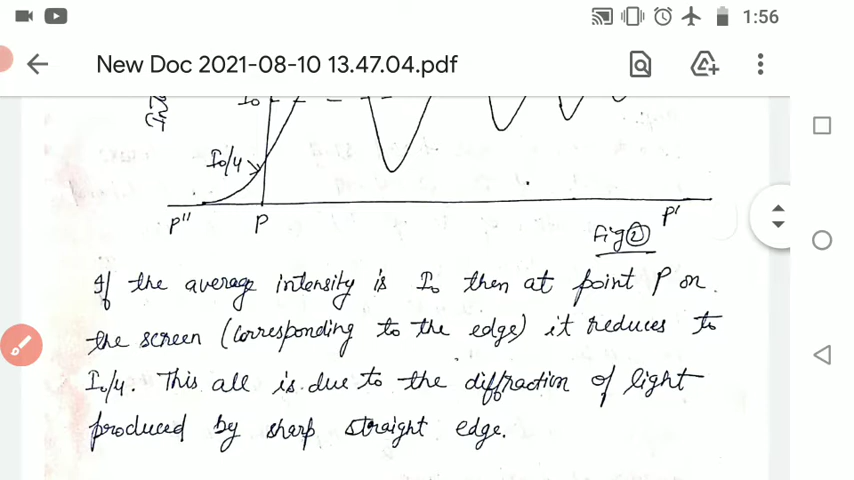 1:56
New Doc 2021-08-10 13.47.04.pdf
I₀
I₀/4
P"
P
P'
Fig②
If the average intensity is I₀ then at point P on
the screen (corresponding to the edge) it reduces to
I₀/4. This all is due to the diffraction of light
produced by sharp straight edge.